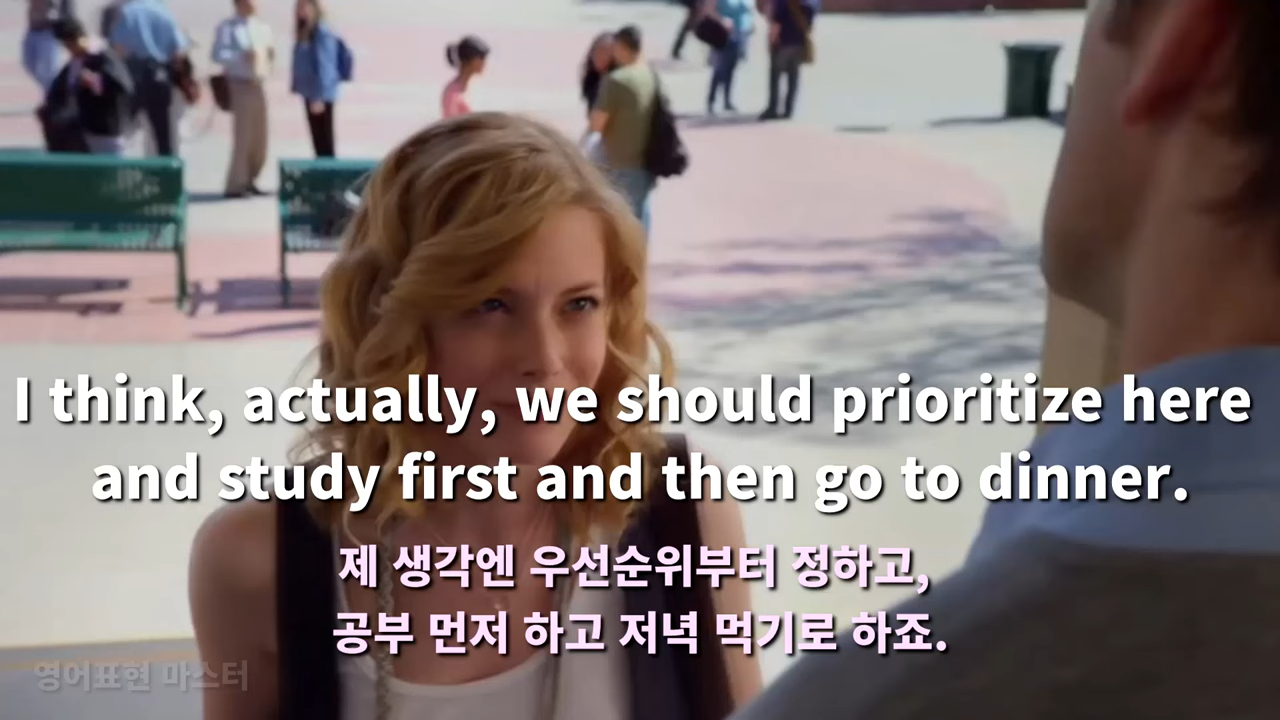 I think, actually, we should prioritize here
and study first and then go to dinner.
제 생각엔 우선순위부터 정하고,
공부 먼저 하고 저녁 먹기로 하죠.
영어표현 마스터